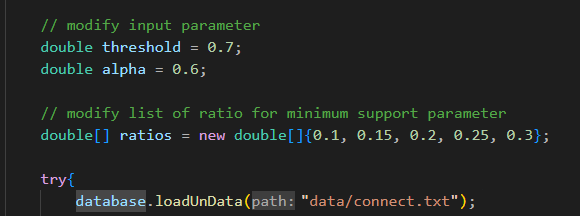 // modify input parameter
double threshold = 0.7;
double alpha = 0.6;
// modify list of ratio for minimum support parameter
double[] ratios = new double[]{0.1, 0.15, 0.2, 0.25, 0.3};
try{
database.loadUnData(path: "data/connect.txt");